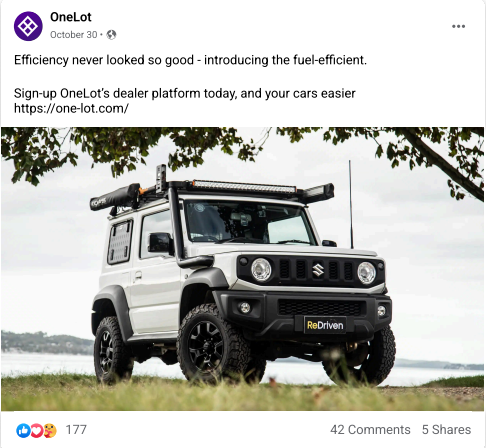 OneLot
October 30 •
Efficiency never looked so good - introducing the fuel-efficient.
Sign-up OneLot's dealer platform today, and your cars easier
https://one-lot.com/
ReDriven
177
42 Comments 5 Shares